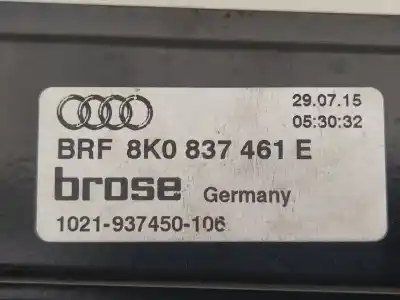 29.07.15
05:30:32
BRF 8K0 837 461 E
brose Germany
1021-937450-106